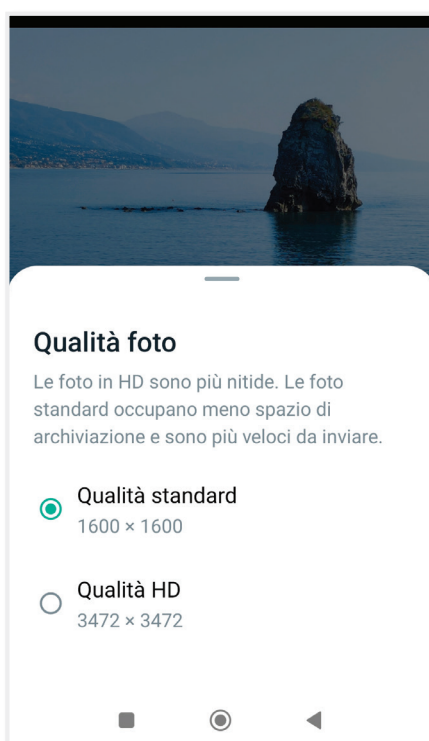 Qualità foto
Le foto in HD sono più nitide. Le foto
standard occupano meno spazio di
archiviazione e sono più veloci da inviare.
Qualità standard
1600 × 1600
Qualità HD
3472 × 3472